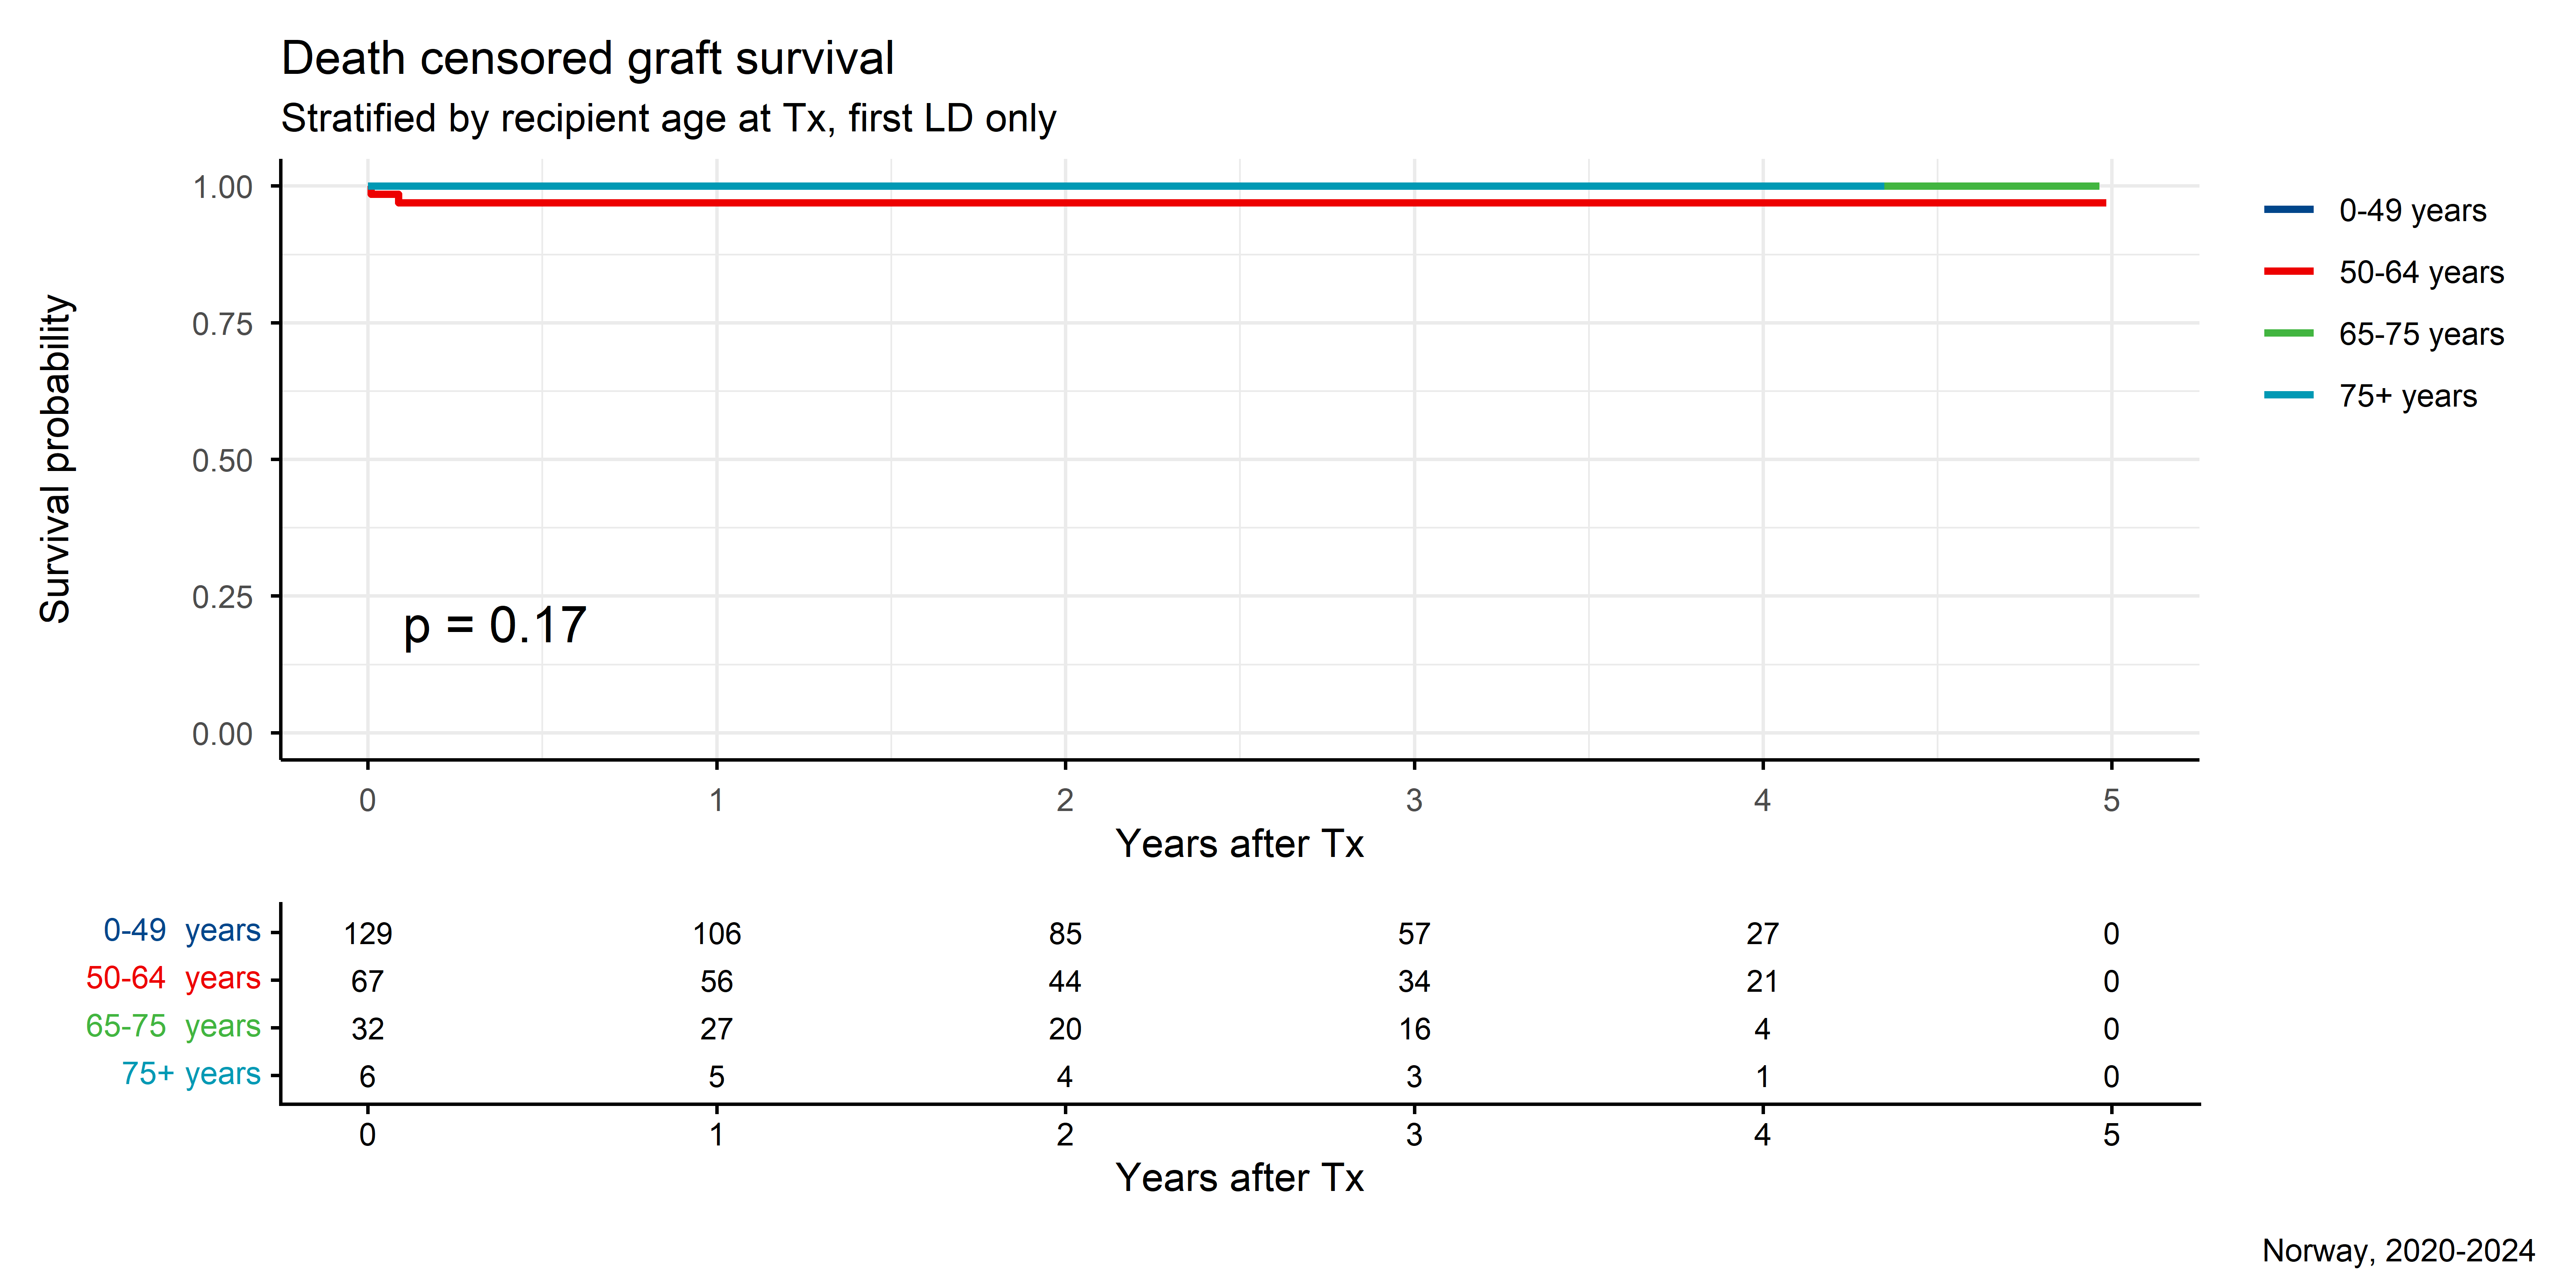 Death censored graft survival
Stratified by recipient age at Tx, first LD only
Survival probability
1.00
0.75
0.50
0.25
0.00
p = 0.17
0 1 2 3 4 5
Years after Tx
0-49 years
50-64 years
65-75 years
75+ years
0-49 years 129 106 85 57 27 0
50-64 years 67 56 44 34 21 0
65-75 years 32 27 20 16 4 0
75+ years 6 5 4 3 1 0
0 1 2 3 4 5
Years after Tx
Norway, 2020-2024